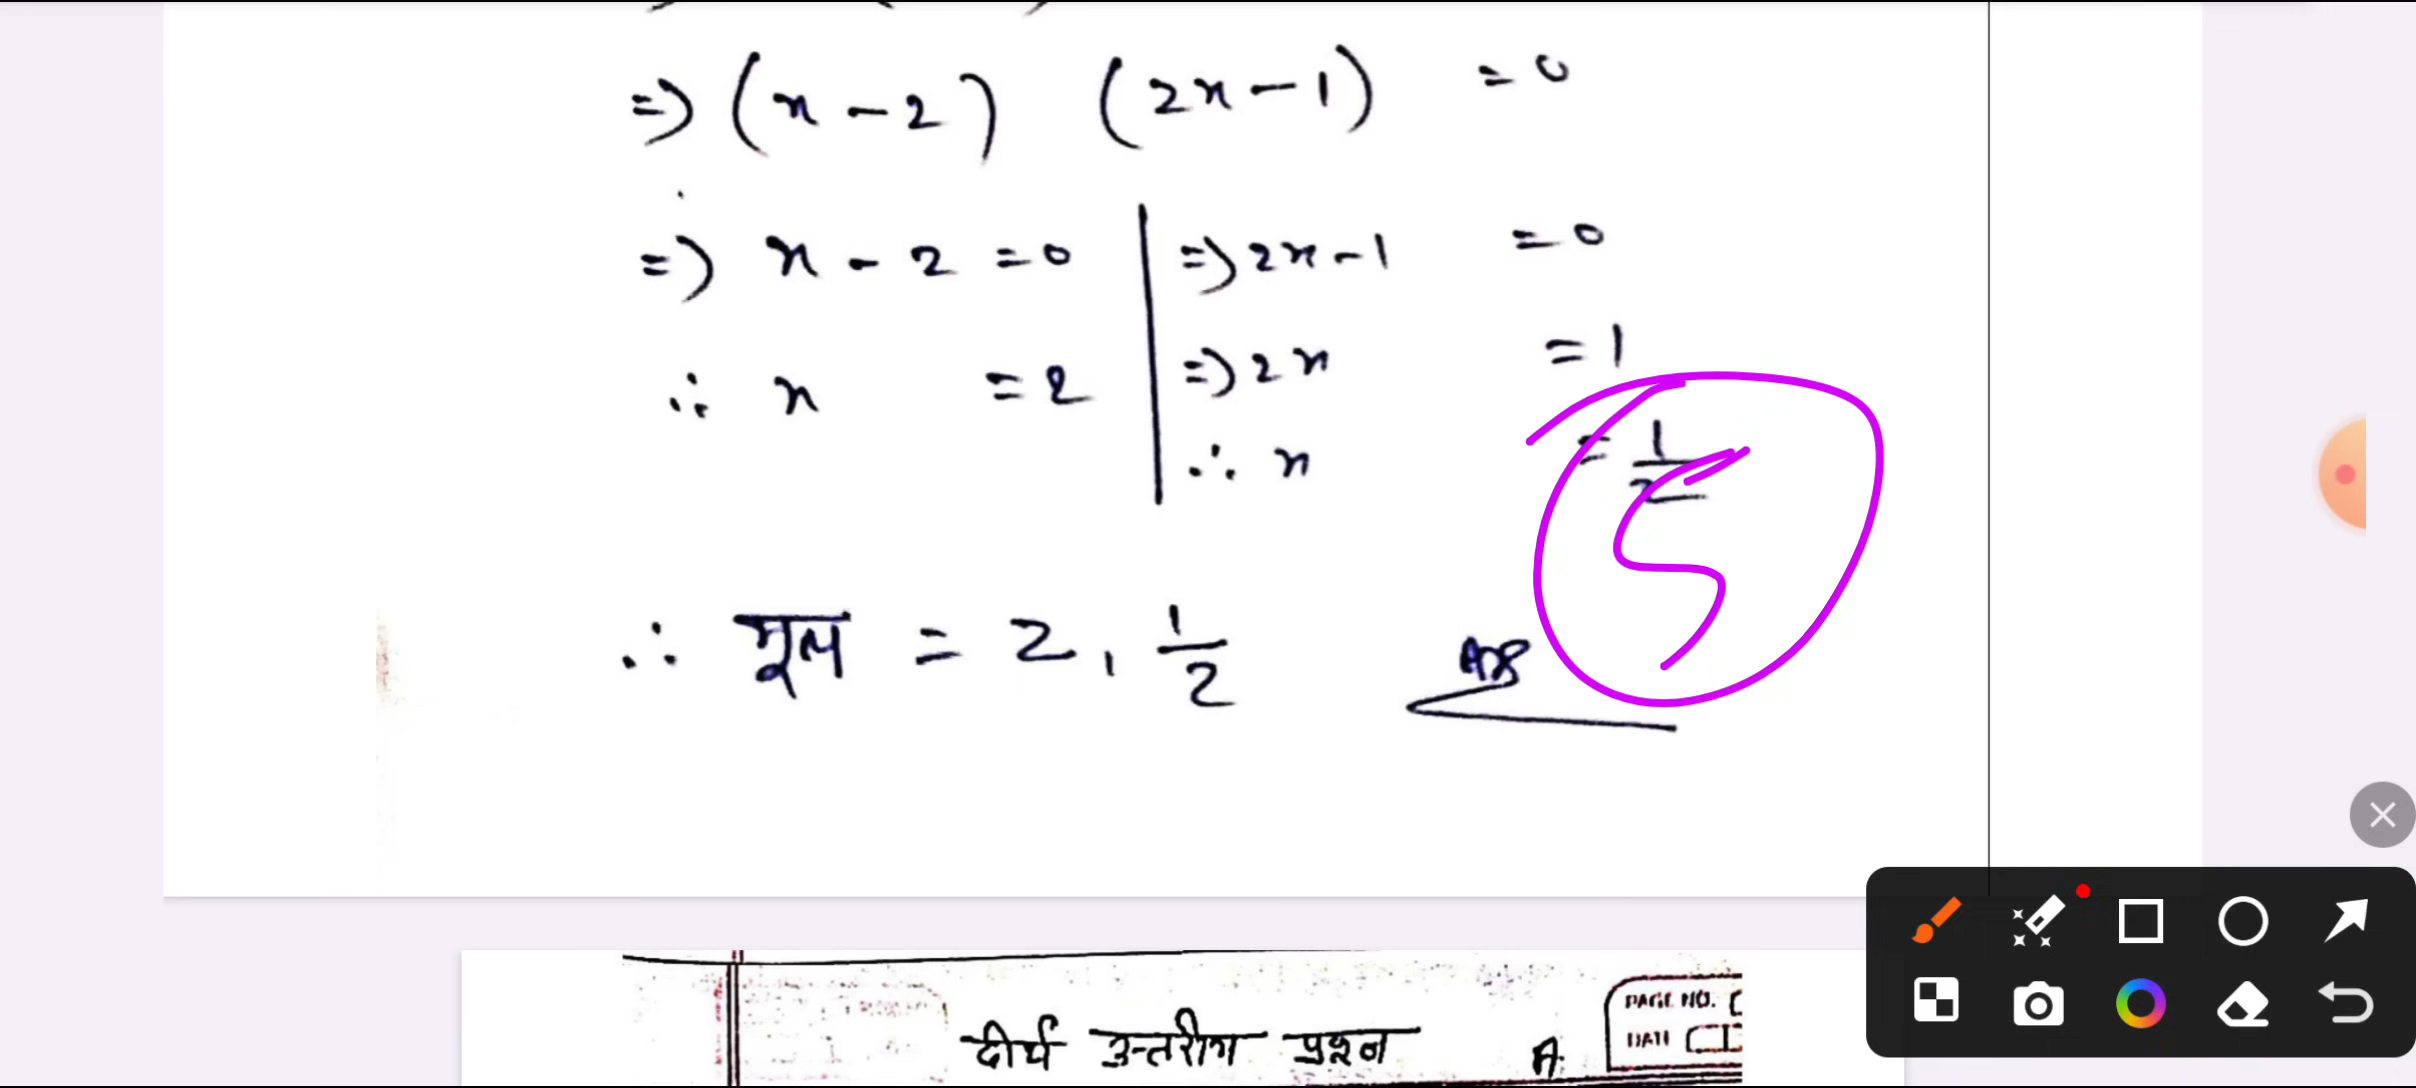 => (x - 2) (2x - 1) = 0
=> x - 2 = 0 | => 2x - 1 = 0
∴ x = 2 | => 2x = 1
∴ x = 1/2
5
∴ मूल = 2, 1/2 Ans
PAGE NO.
दीर्घ उत्तरीय प्रश्न A.
DATE